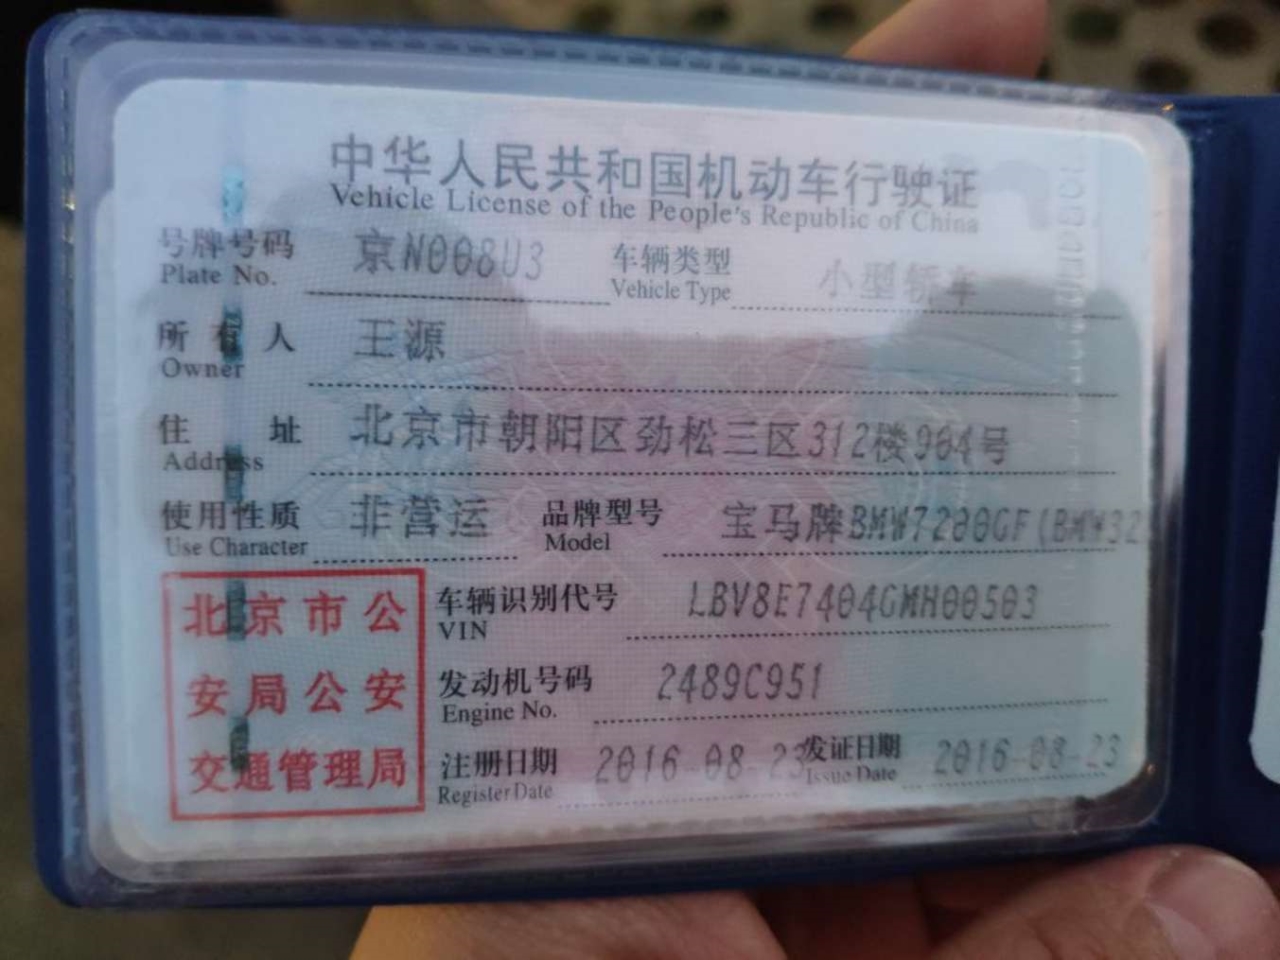 中华人民共和国机动车行驶证
Vehicle License of the People's Republic of China
号牌号码 京N008U3 车辆类型 小型轿车
Plate No. Vehicle Type
所有人 王源
Owner
住址 北京市朝阳区劲松三区312楼904号
Address
使用性质 非营运 品牌型号 宝马牌BMW7200GF(BMW32
Use Character Model
北京市公
安局公安
交通管理局
车辆识别代号 LBV8E7404GMH00503
VIN
发动机号码 2489C951
Engine No.
注册日期 2016-08-23 发证日期 2016-08-23
Register Date Issue Date